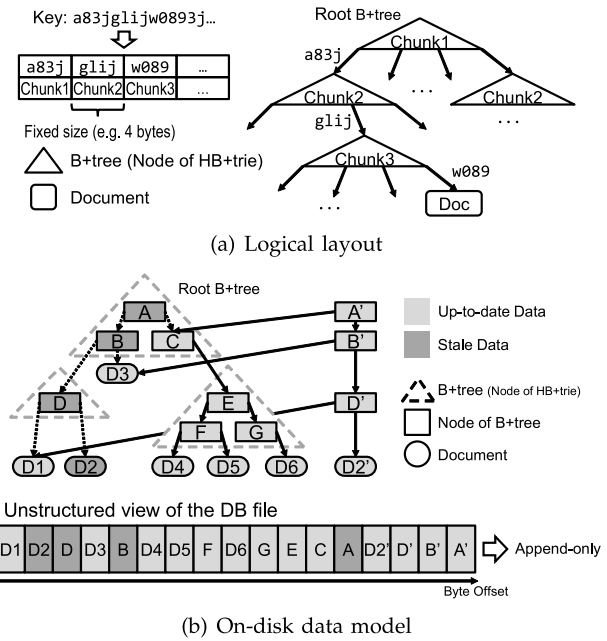 Key: a83jglijw0893j…
a83j glij w089 …
Chunk1 Chunk2 Chunk3 …
Fixed size (e.g. 4 bytes)
B+tree (Node of HB+trie)
Document
Root B+tree
Chunk1
a83j
Chunk2 … Chunk2
glij …
Chunk3
w089
… Doc
(a) Logical layout
Root B+tree
A A'
B C B'
D3
D E D'
F G
D1 D2 D4 D5 D6 D2'
Up-to-date Data
Stale Data
B+tree (Node of HB+trie)
Node of B+tree
Document
Unstructured view of the DB file
D1 D2 D D3 B D4 D5 F D6 G E C A D2' D' B' A' Append-only
Byte Offset
(b) On-disk data model